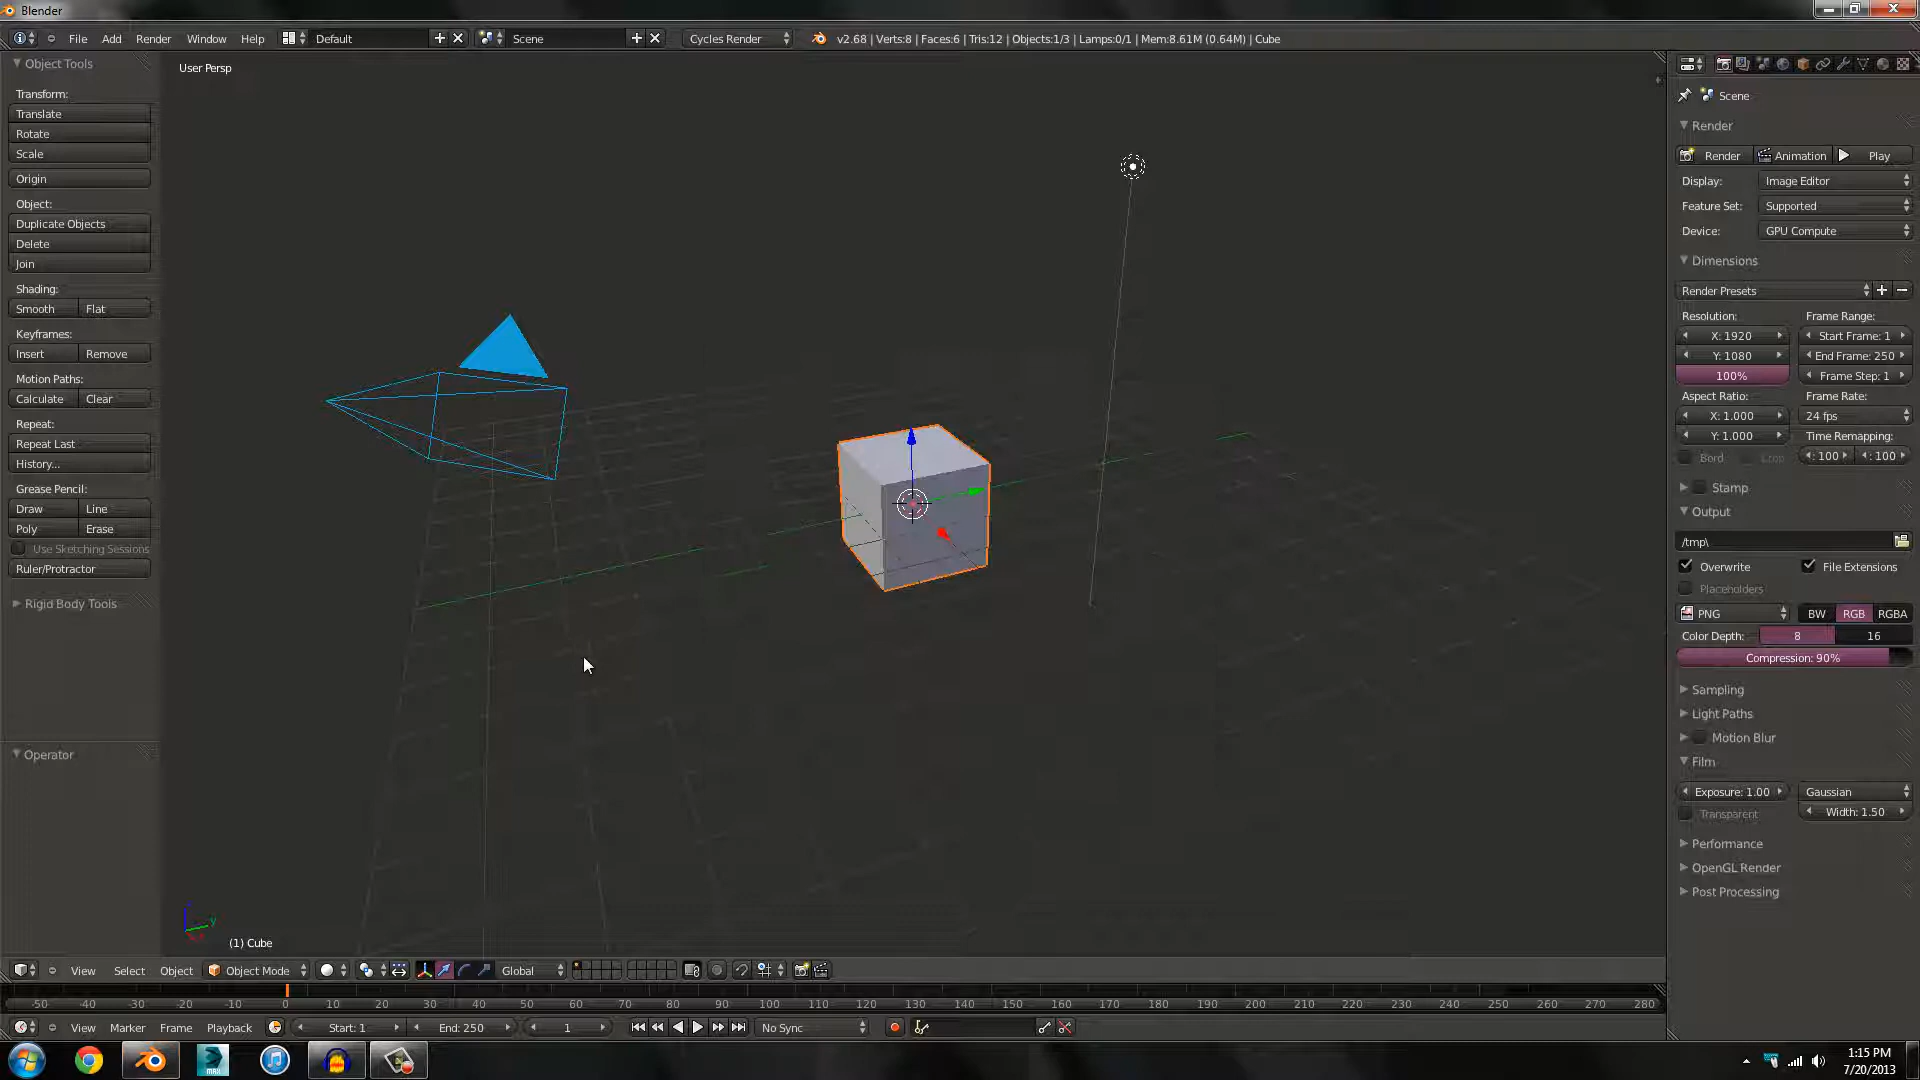 Blender
File Add Render Window Help Default Scene Cycles Render v2.68 | Verts:8 | Faces:6 | Tris:12 | Objects:1/3 | Lamps:0/1 | Mem:8.61M (0.64M) | Cube
Object Tools
Transform:
Translate
Rotate
Scale
Origin
Object:
Duplicate Objects
Delete
Join
Shading:
Smooth Flat
Keyframes:
Insert Remove
Motion Paths:
Calculate Clear
Repeat:
Repeat Last
History...
Grease Pencil:
Draw Line
Poly Erase
Use Sketching Sessions
Ruler/Protractor
Rigid Body Tools
Operator
User Persp
y
(1) Cube
Scene
Render
Render Animation Play
Display: Image Editor
Feature Set: Supported
Device: GPU Compute
Dimensions
Render Presets
Resolution: Frame Range:
X: 1920 Start Frame: 1
Y: 1080 End Frame: 250
100% Frame Step: 1
Aspect Ratio: Frame Rate:
X: 1.000 24 fps
Y: 1.000 Time Remapping:
Bord Crop : 100 : 100
Stamp
Output
/tmp\
Overwrite File Extensions
Placeholders
PNG BW RGB RGBA
Color Depth: 8 16
Compression: 90%
Sampling
Light Paths
Motion Blur
Film
Exposure: 1.00 Gaussian
Transparent Width: 1.50
Performance
OpenGL Render
Post Processing
View Select Object Object Mode Global
-50 -40 -30 -20 -10 0 10 20 30 40 50 60 70 80 90 100 110 120 130 140 150 160 170 180 190 200 210 220 230 240 250 260 270 280
View Marker Frame Playback Start: 1 End: 250 1 No Sync
MAX
1:15 PM
7/20/2013